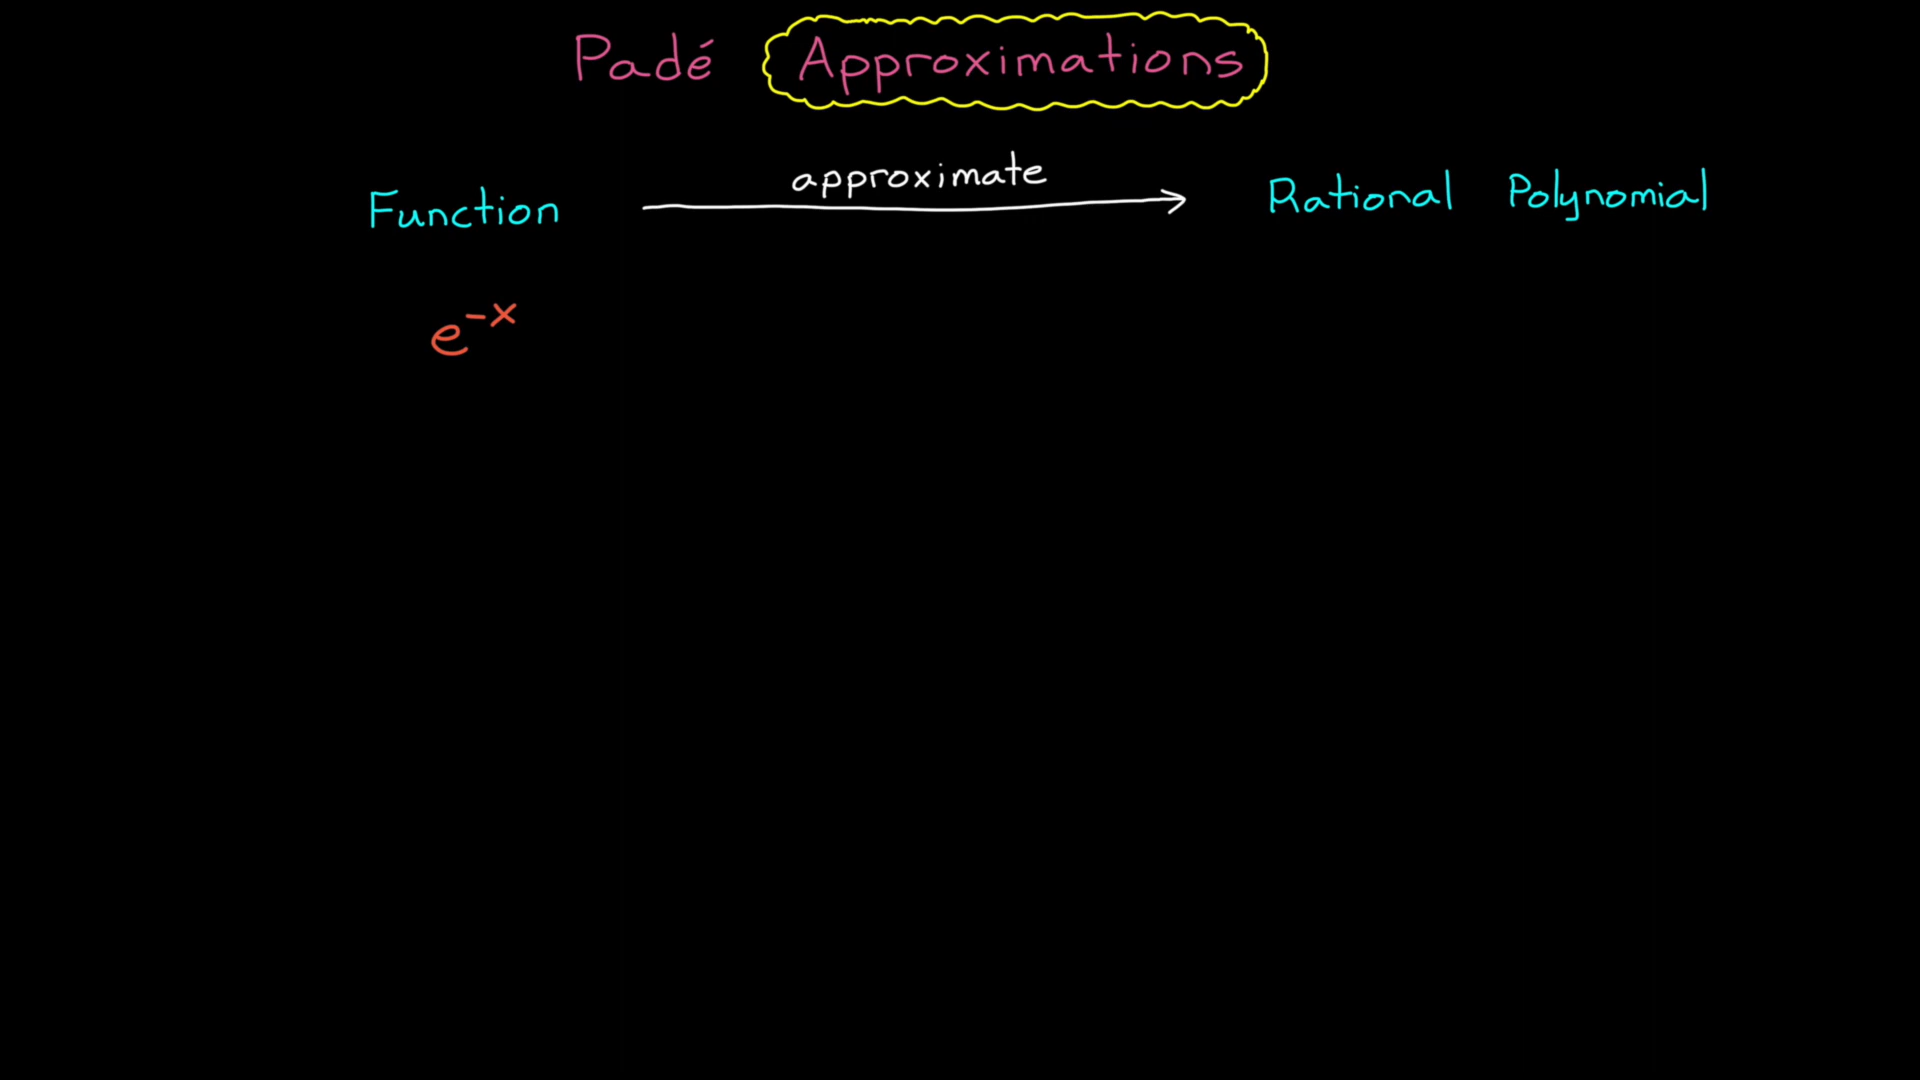 Padé Approximations
approximate
Function Rational Polynomial
e^{-x}